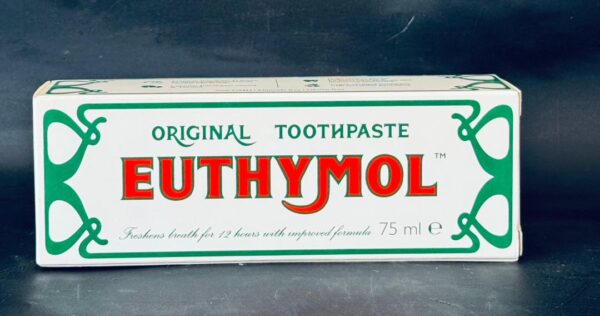 ORIGINAL TOOTHPASTE
EUTHYMOL™
Freshens breath for 12 hours with improved formula 75 ml ℮